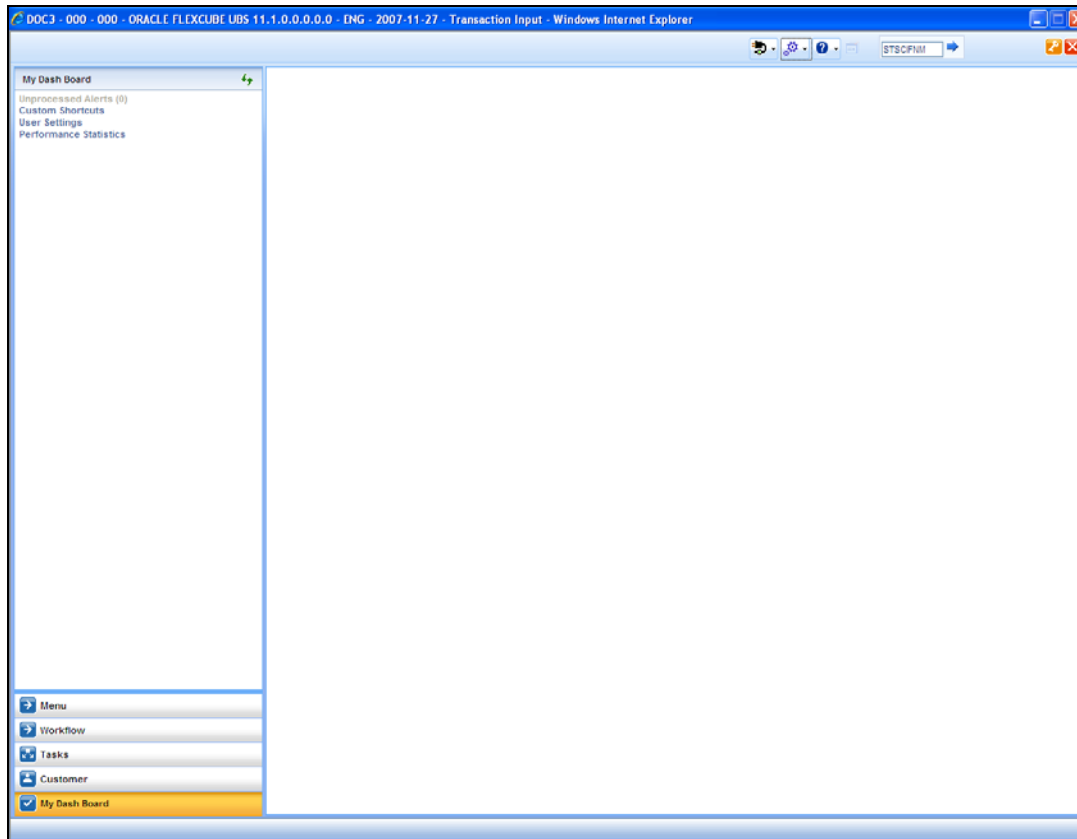 DOC3 - 000 - 000 - ORACLE FLEXCUBE UBS 11.1.0.0.0.0.0 - ENG - 2007-11-27 - Transaction Input - Windows Internet Explorer
STSCIFNM
My Dash Board
Unprocessed Alerts (0)
Custom Shortcuts
User Settings
Performance Statistics
Menu
Workflow
Tasks
Customer
My Dash Board